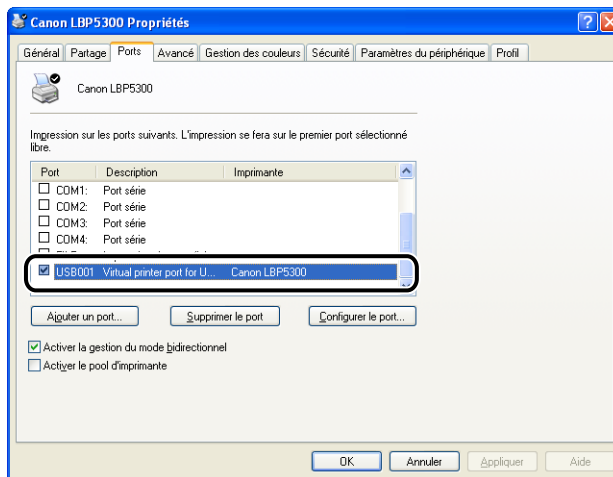 Canon LBP5300 Propriétés
Général Partage Ports Avancé Gestion des couleurs Sécurité Paramètres du périphérique Profil
Canon LBP5300
Impression sur les ports suivants. L'impression se fera sur le premier port sélectionné
libre.
Port Description Imprimante
COM1: Port série
COM2: Port série
COM3: Port série
COM4: Port série
USB001 Virtual printer port for U... Canon LBP5300
Ajouter un port... Supprimer le port Configurer le port...
Activer la gestion du mode bidirectionnel
Activer le pool d'imprimante
OK Annuler Appliquer Aide